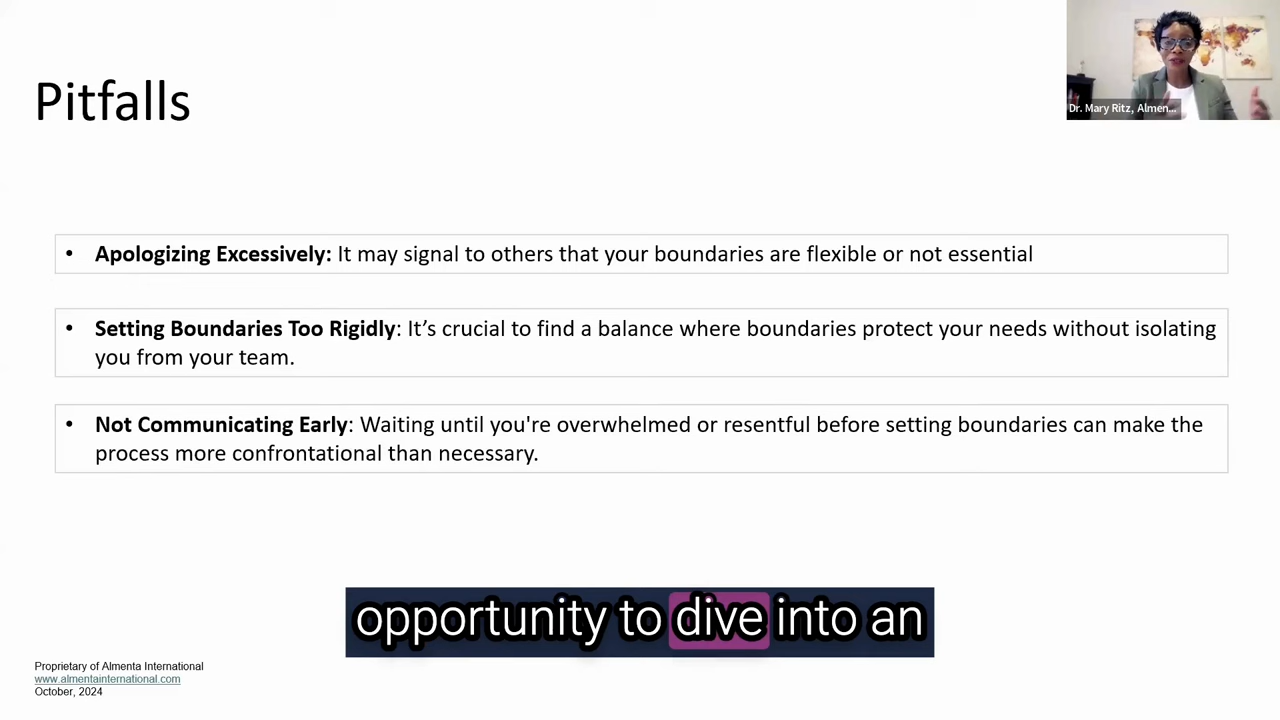 Pitfalls
Dr. Mary Ritz, Almen...
• Apologizing Excessively: It may signal to others that your boundaries are flexible or not essential
• Setting Boundaries Too Rigidly: It’s crucial to find a balance where boundaries protect your needs without isolating
you from your team.
• Not Communicating Early: Waiting until you're overwhelmed or resentful before setting boundaries can make the
process more confrontational than necessary.
opportunity to dive into an
Proprietary of Almenta International
www.almentainternational.com
October, 2024